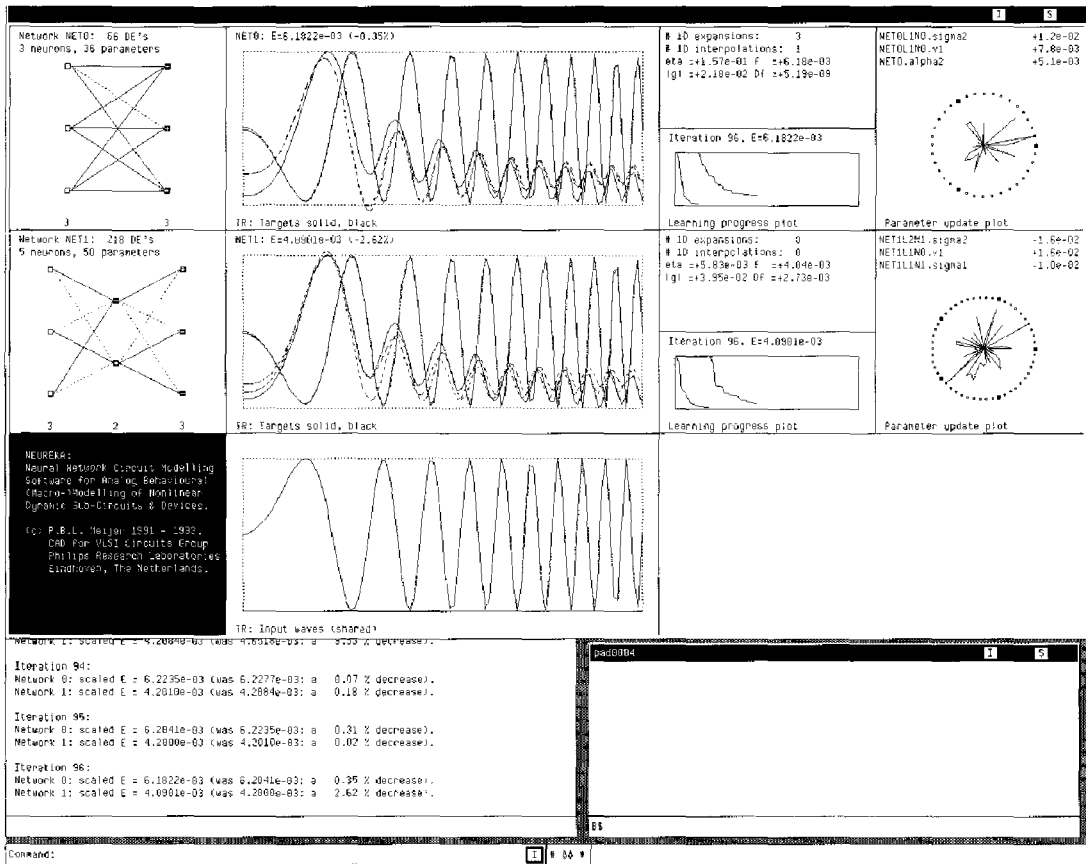 I S
Network NET0: 66 DE's
3 neurons, 36 parameters
3 3
NET0: E=6.1822e-03 (-0.35%)
TR: Targets solid, black
# 1D expansions: 3
# 1D interpolations: 1
eta =+1.57e-01 f =+6.18e-03
|g| =+2.18e-02 Df =+5.19e-09
Iteration 96, E=6.1822e-03
Learning progress plot
NET0L1N0.sigma2 +1.2e-02
NET0L1N0.v1 +7.8e-03
NET0.alpha2 +5.1e-03
Parameter update plot
Network NET1: 218 DE's
5 neurons, 50 parameters
3 2 3
NET1: E=4.0901e-03 (-2.62%)
TR: Targets solid, black
# 1D expansions: 0
# 1D interpolations: 0
eta =+5.83e-03 f =+4.04e-03
|g| =+3.95e-02 Df =+2.73e-03
Iteration 96, E=4.0901e-03
Learning progress plot
NET1L2N1.sigma2 -1.6e-02
NET1L1N0.v1 +1.6e-02
NET1L1N1.sigma1 -1.0e-02
Parameter update plot
NEUREKA:
Neural Network Circuit Modelling
Software for Analog Behavioural
(Macro-)Modelling of Nonlinear
Dynamic Sub-Circuits & Devices.
(c) P.B.L. Meijer 1991 - 1993.
CAD for VLSI Circuits Group
Philips Research Laboratories
Eindhoven, The Netherlands.
TR: Input waves (shared)
Iteration 94:
Network 0: scaled E = 6.2235e-03 (was 6.2277e-03: a 0.07 % decrease).
Network 1: scaled E = 4.2010e-03 (was 4.2084e-03: a 0.18 % decrease).
Iteration 95:
Network 0: scaled E = 6.2041e-03 (was 6.2235e-03: a 0.31 % decrease).
Network 1: scaled E = 4.2000e-03 (was 4.2010e-03: a 0.02 % decrease).
Iteration 96:
Network 0: scaled E = 6.1822e-03 (was 6.2041e-03: a 0.35 % decrease).
Network 1: scaled E = 4.0901e-03 (was 4.2000e-03: a 2.62 % decrease).
pad0004 I S
B$
Command: I